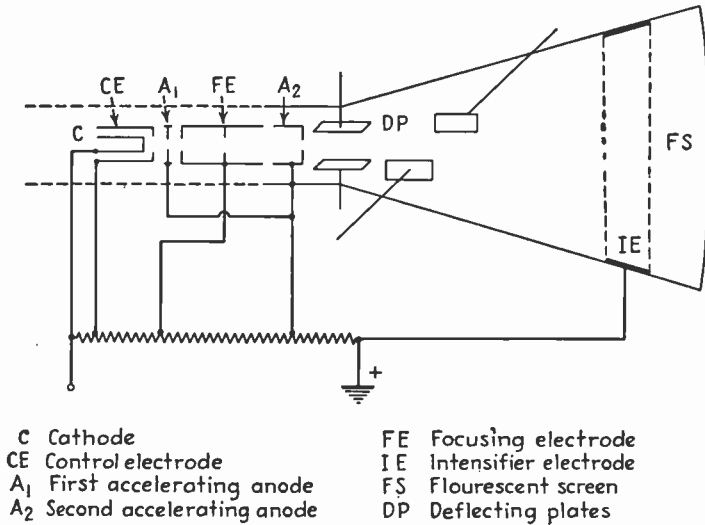 CE A₁ FE A₂
C
DP
FS
IE
+
C Cathode
CE Control electrode
A₁ First accelerating anode
A₂ Second accelerating anode
FE Focusing electrode
IE Intensifier electrode
FS Flourescent screen
DP Deflecting plates